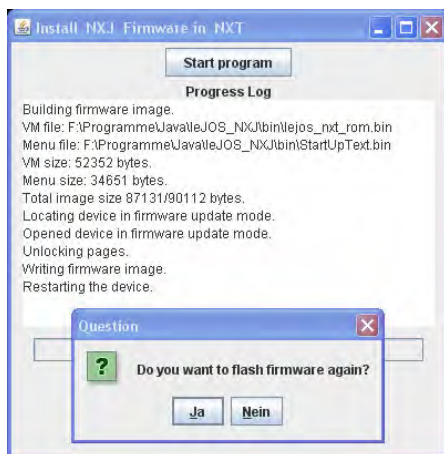 Install NXJ Firmware in NXT
Start program
Progress Log
Building firmware image.
VM file: F:\Programme\Java\leJOS_NXJ\bin\lejos_nxt_rom.bin
Menu file: F:\Programme\Java\leJOS_NXJ\bin\StartUpText.bin
VM size: 52352 bytes.
Menu size: 34651 bytes.
Total image size 87131/90112 bytes.
Locating device in firmware update mode.
Opened device in firmware update mode.
Unlocking pages.
Writing firmware image.
Restarting the device.
Question
Do you want to flash firmware again?
Ja Nein